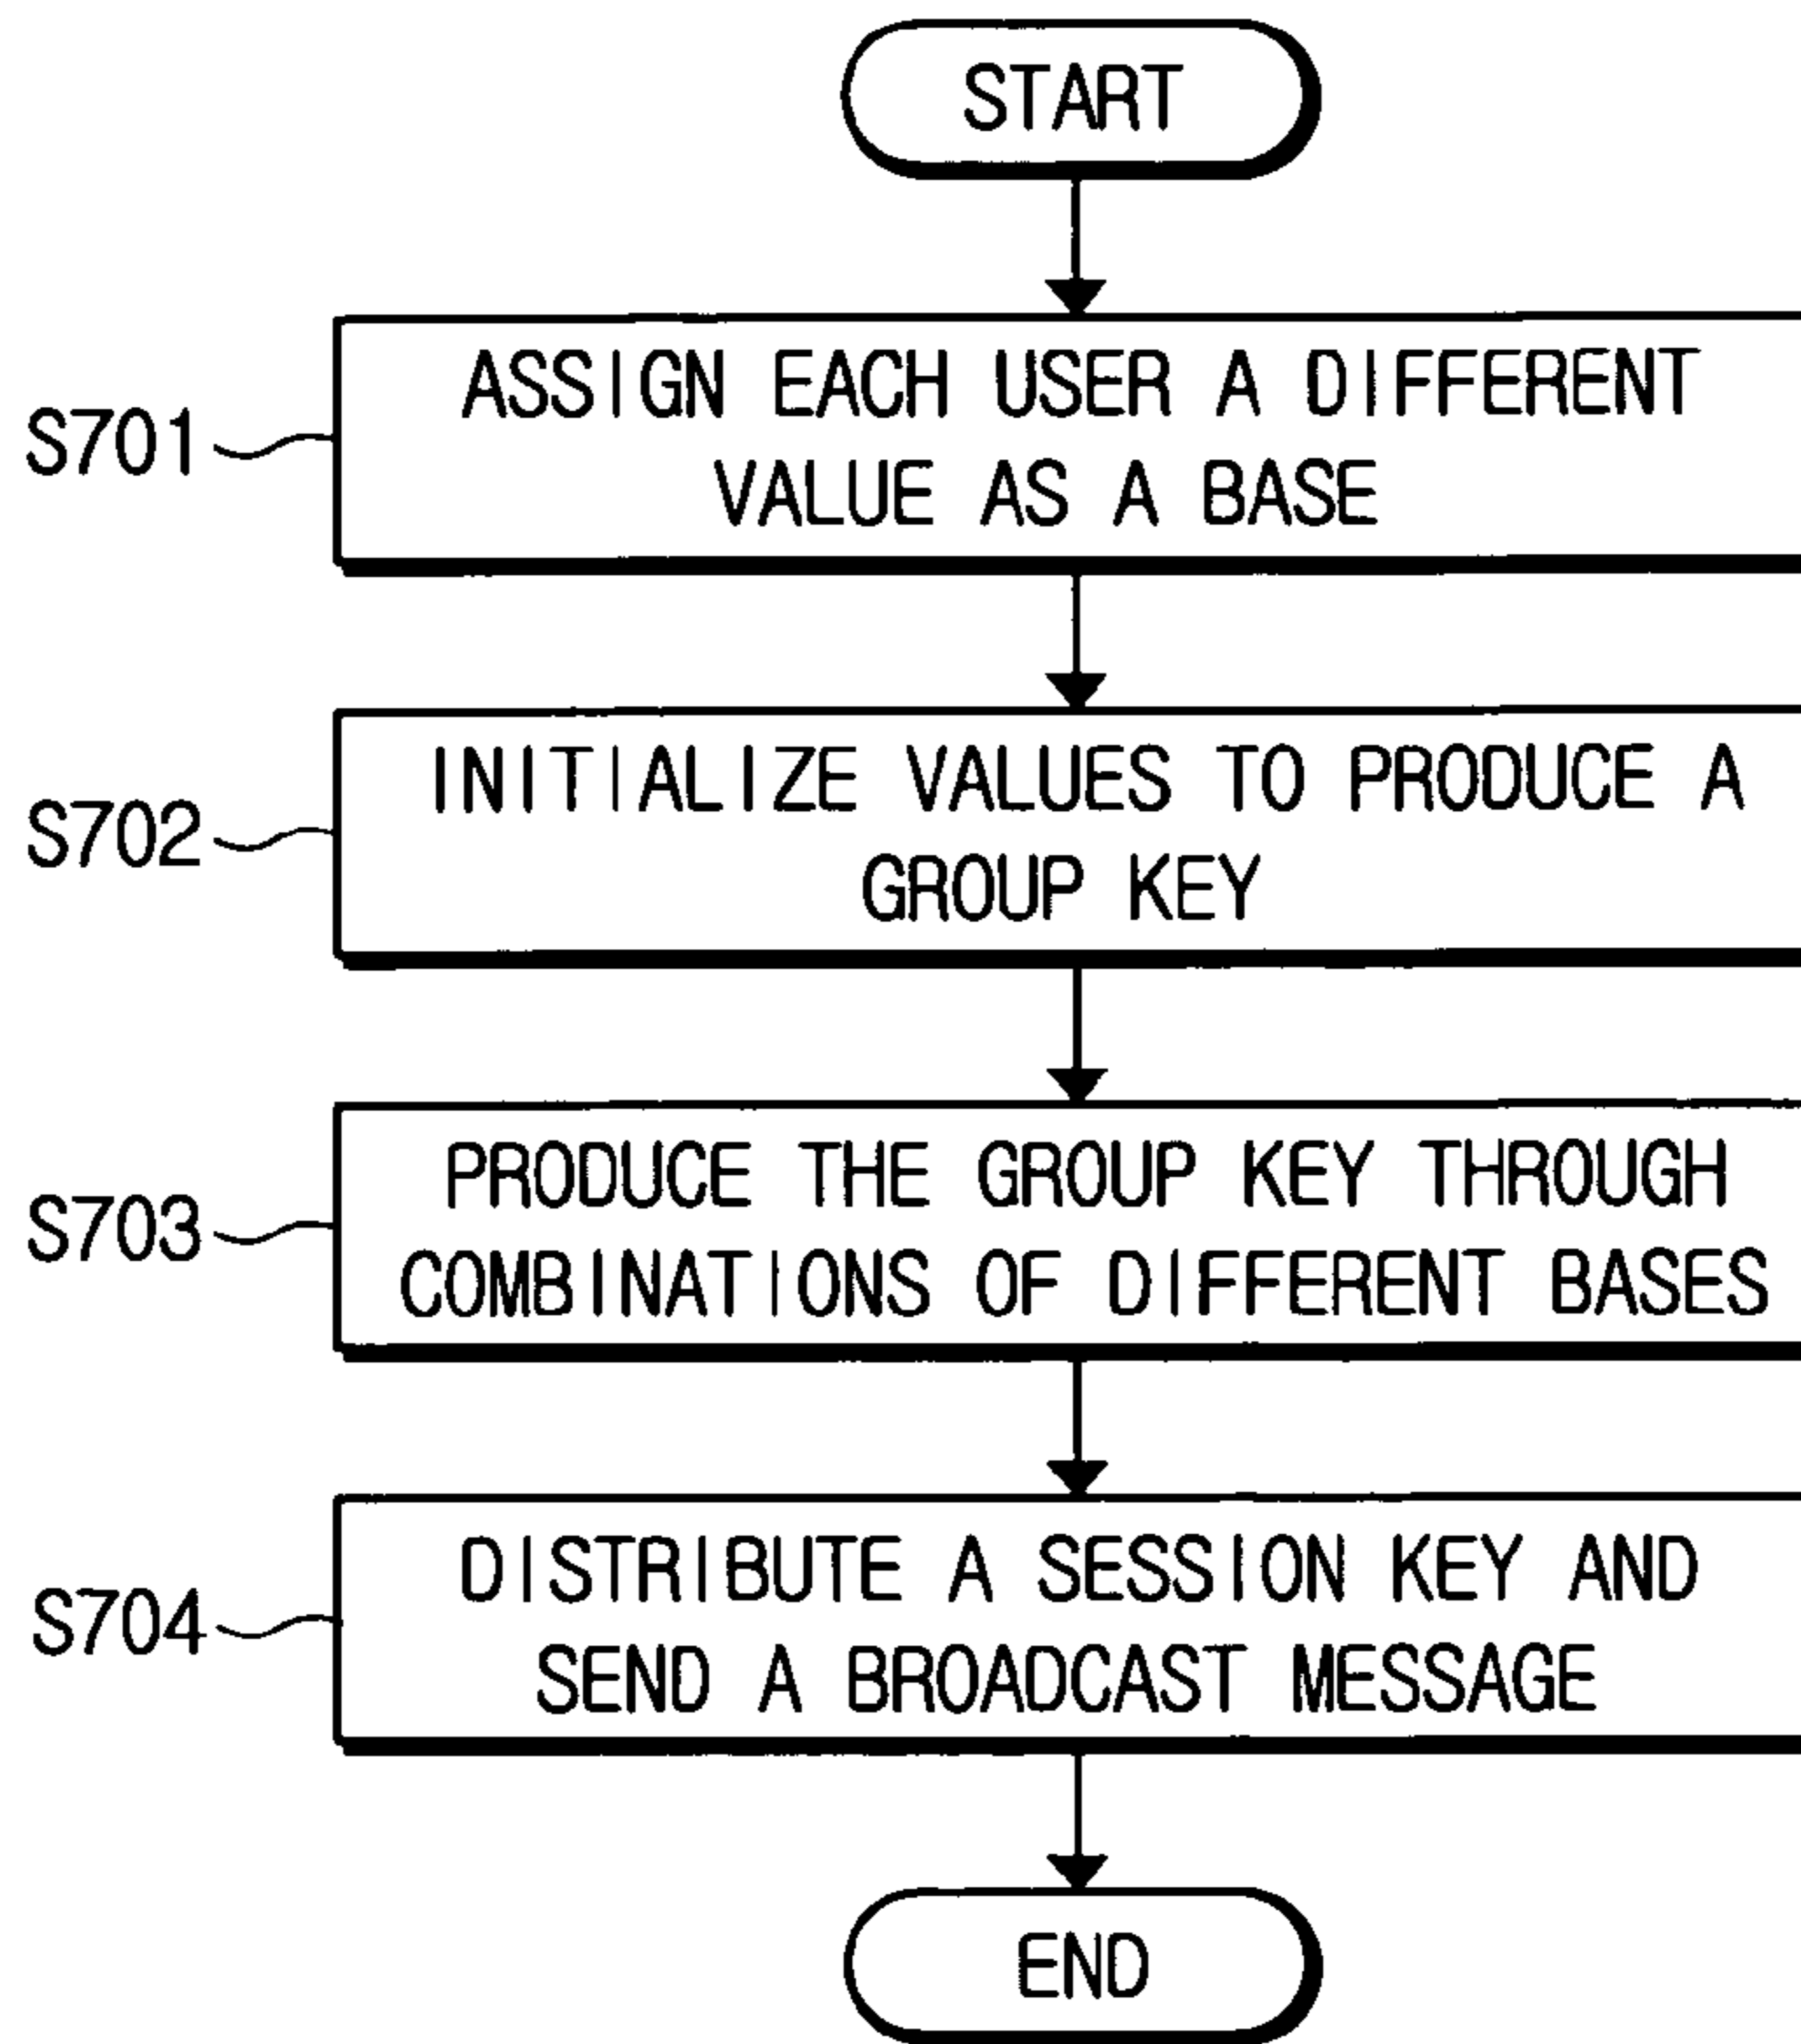 START
S701
ASSIGN EACH USER A DIFFERENT
VALUE AS A BASE
S702
INITIALIZE VALUES TO PRODUCE A
GROUP KEY
S703
PRODUCE THE GROUP KEY THROUGH
COMBINATIONS OF DIFFERENT BASES
S704
DISTRIBUTE A SESSION KEY AND
SEND A BROADCAST MESSAGE
END